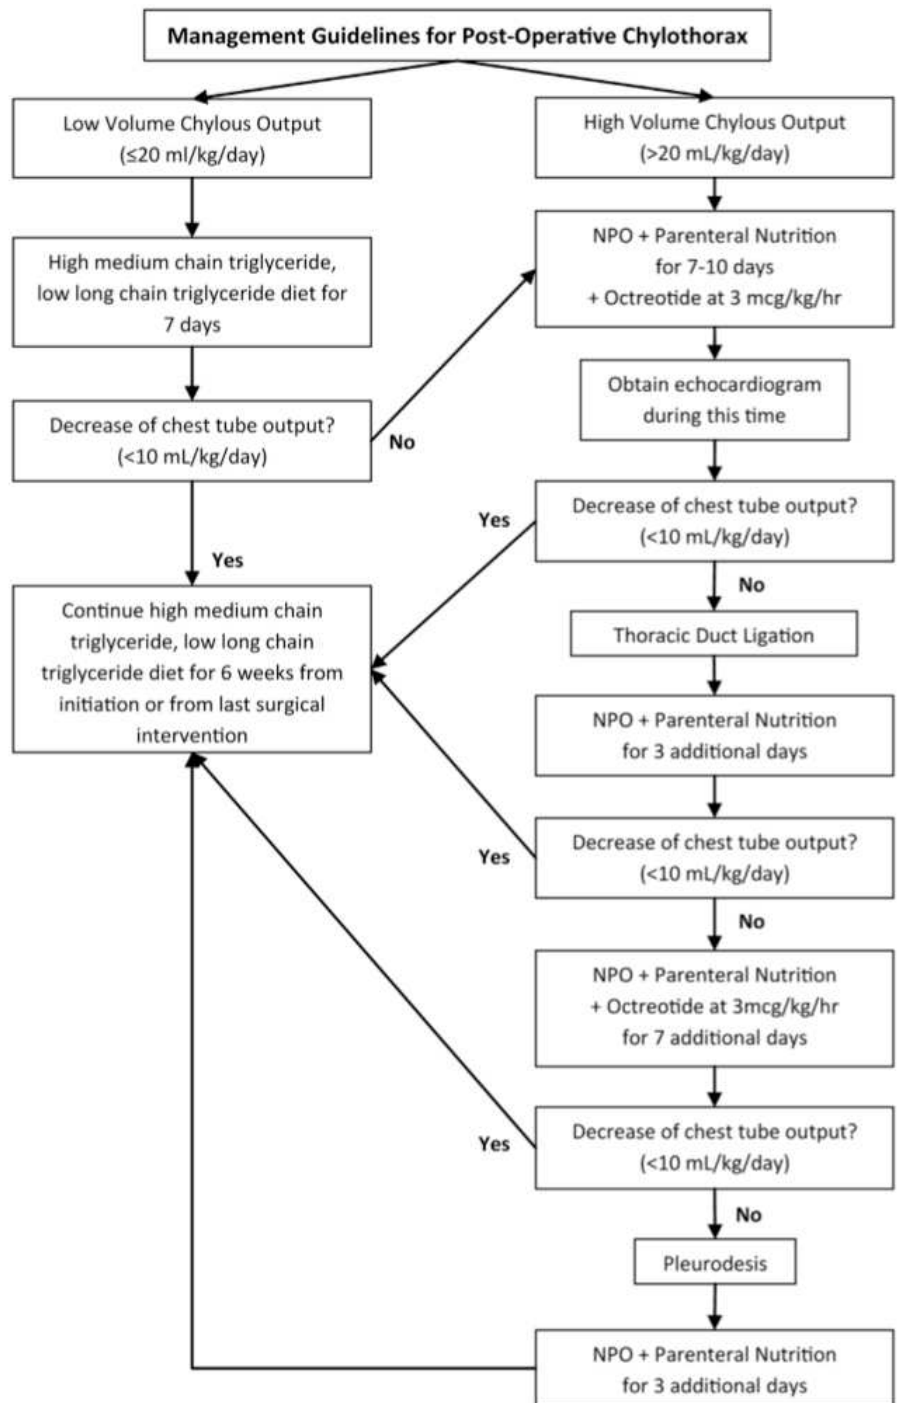 Management Guidelines for Post-Operative Chylothorax
Low Volume Chylous Output
(≤20 ml/kg/day)
High medium chain triglyceride,
low long chain triglyceride diet for
7 days
Decrease of chest tube output?
(<10 mL/kg/day)
No
Yes
Continue high medium chain
triglyceride, low long chain
triglyceride diet for 6 weeks from
initiation or from last surgical
intervention
High Volume Chylous Output
(>20 mL/kg/day)
NPO + Parenteral Nutrition
for 7-10 days
+ Octreotide at 3 mcg/kg/hr
Obtain echocardiogram
during this time
Decrease of chest tube output?
(<10 mL/kg/day)
Yes
No
Thoracic Duct Ligation
NPO + Parenteral Nutrition
for 3 additional days
Decrease of chest tube output?
(<10 mL/kg/day)
Yes
No
NPO + Parenteral Nutrition
+ Octreotide at 3mcg/kg/hr
for 7 additional days
Decrease of chest tube output?
(<10 mL/kg/day)
Yes
No
Pleurodesis
NPO + Parenteral Nutrition
for 3 additional days